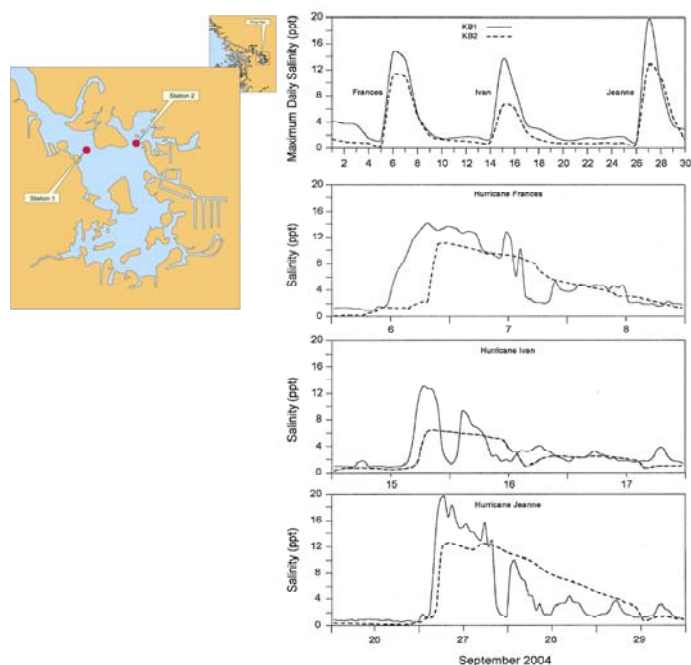 Station 2
Station 1
Maximum Daily Salinity (ppt)
20
16
12
8
4
0
KB1
KB2
Frances
Ivan
Jeanne
2 4 6 8 10 12 14 16 18 20 22 24 26 28 30
Hurricane Frances
Salinity (ppt)
20
16
12
8
4
0
6 7 8
Hurricane Ivan
Salinity (ppt)
20
16
12
8
4
0
15 16 17
Hurricane Jeanne
Salinity (ppt)
20
16
12
8
4
0
20 27 20 29
September 2004